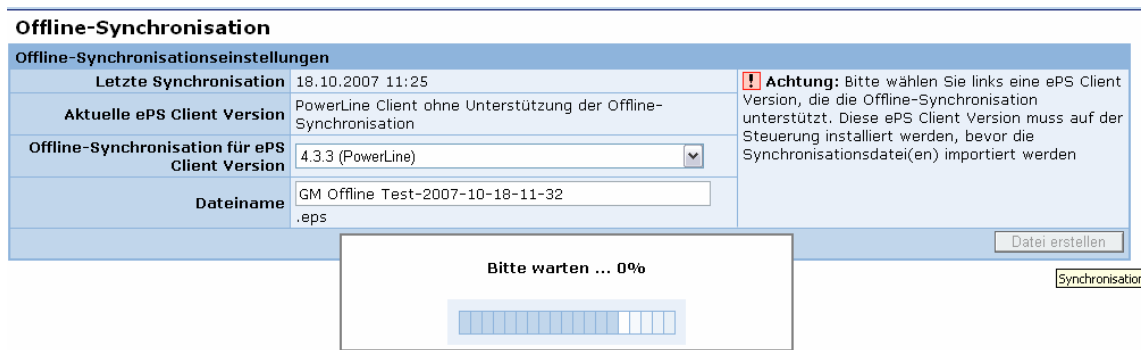 Offline-Synchronisation
Offline-Synchronisationseinstellungen
Letzte Synchronisation 18.10.2007 11:25
Aktuelle ePS Client Version PowerLine Client ohne Unterstützung der Offline-
Synchronisation
Offline-Synchronisation für ePS
Client Version 4.3.3 (PowerLine)
Dateiname GM Offline Test-2007-10-18-11-32
.eps
! Achtung: Bitte wählen Sie links eine ePS Client
Version, die die Offline-Synchronisation
unterstützt. Diese ePS Client Version muss auf der
Steuerung installiert werden, bevor die
Synchronisationsdatei(en) importiert werden
Datei erstellen
Bitte warten ... 0%
Synchronisation